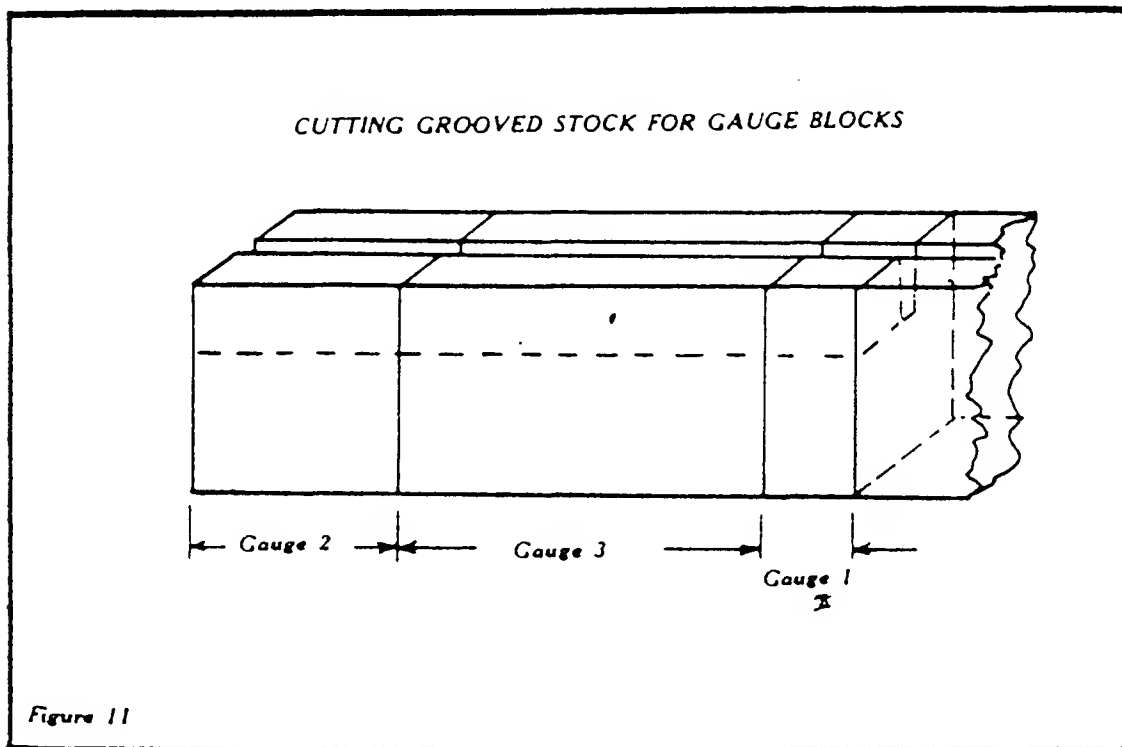 CUTTING GROOVED STOCK FOR GAUGE BLOCKS
Gauge 2
Gauge 3
Gauge 1
Figure 11